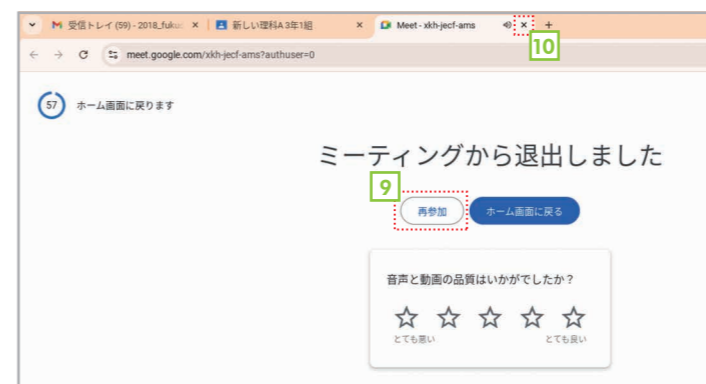 受信トレイ (59) - 2018_fuku
新しい理科A 3年1組
Meet - xkh-jecf-ams
10
meet.google.com/xkh-jecf-ams?authuser=0
57
ホーム画面に戻ります
ミーティングから退出しました
9
再参加
ホーム画面に戻る
音声と動画の品質はいかがでしたか？
とても悪い
とても良い